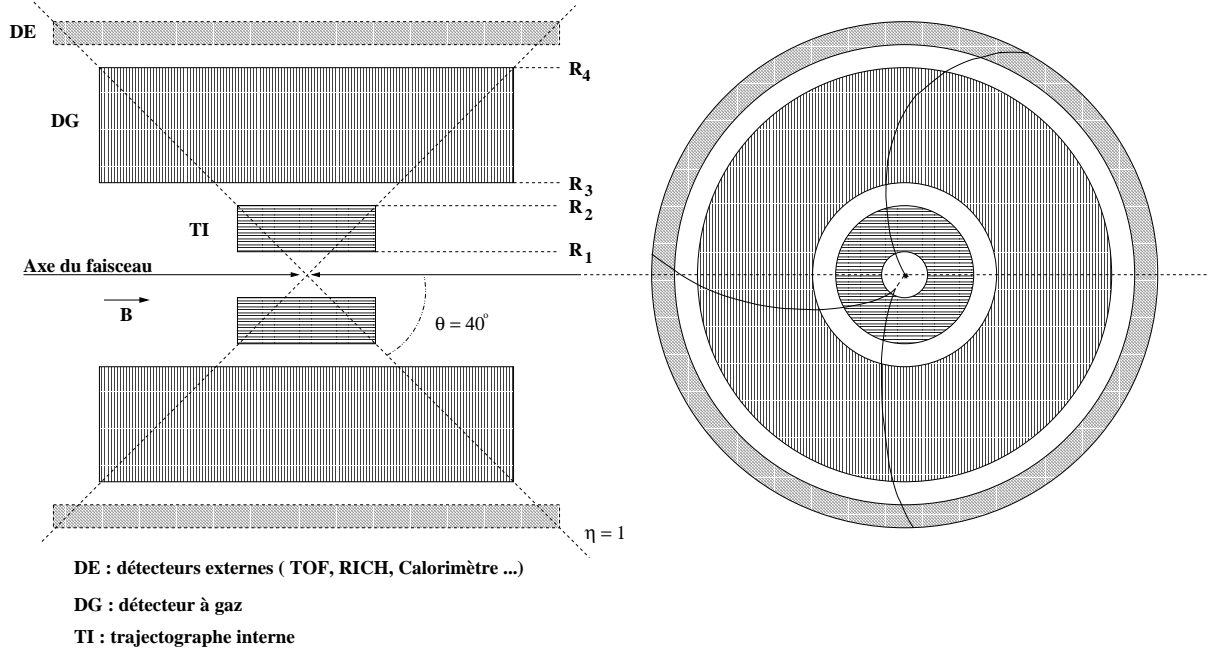 DE
R4
DG
R3
R2
TI
R1
Axe du faisceau
B
θ = 40°
η = 1
DE : détecteurs externes ( TOF, RICH, Calorimètre ...)
DG : détecteur à gaz
TI : trajectographe interne